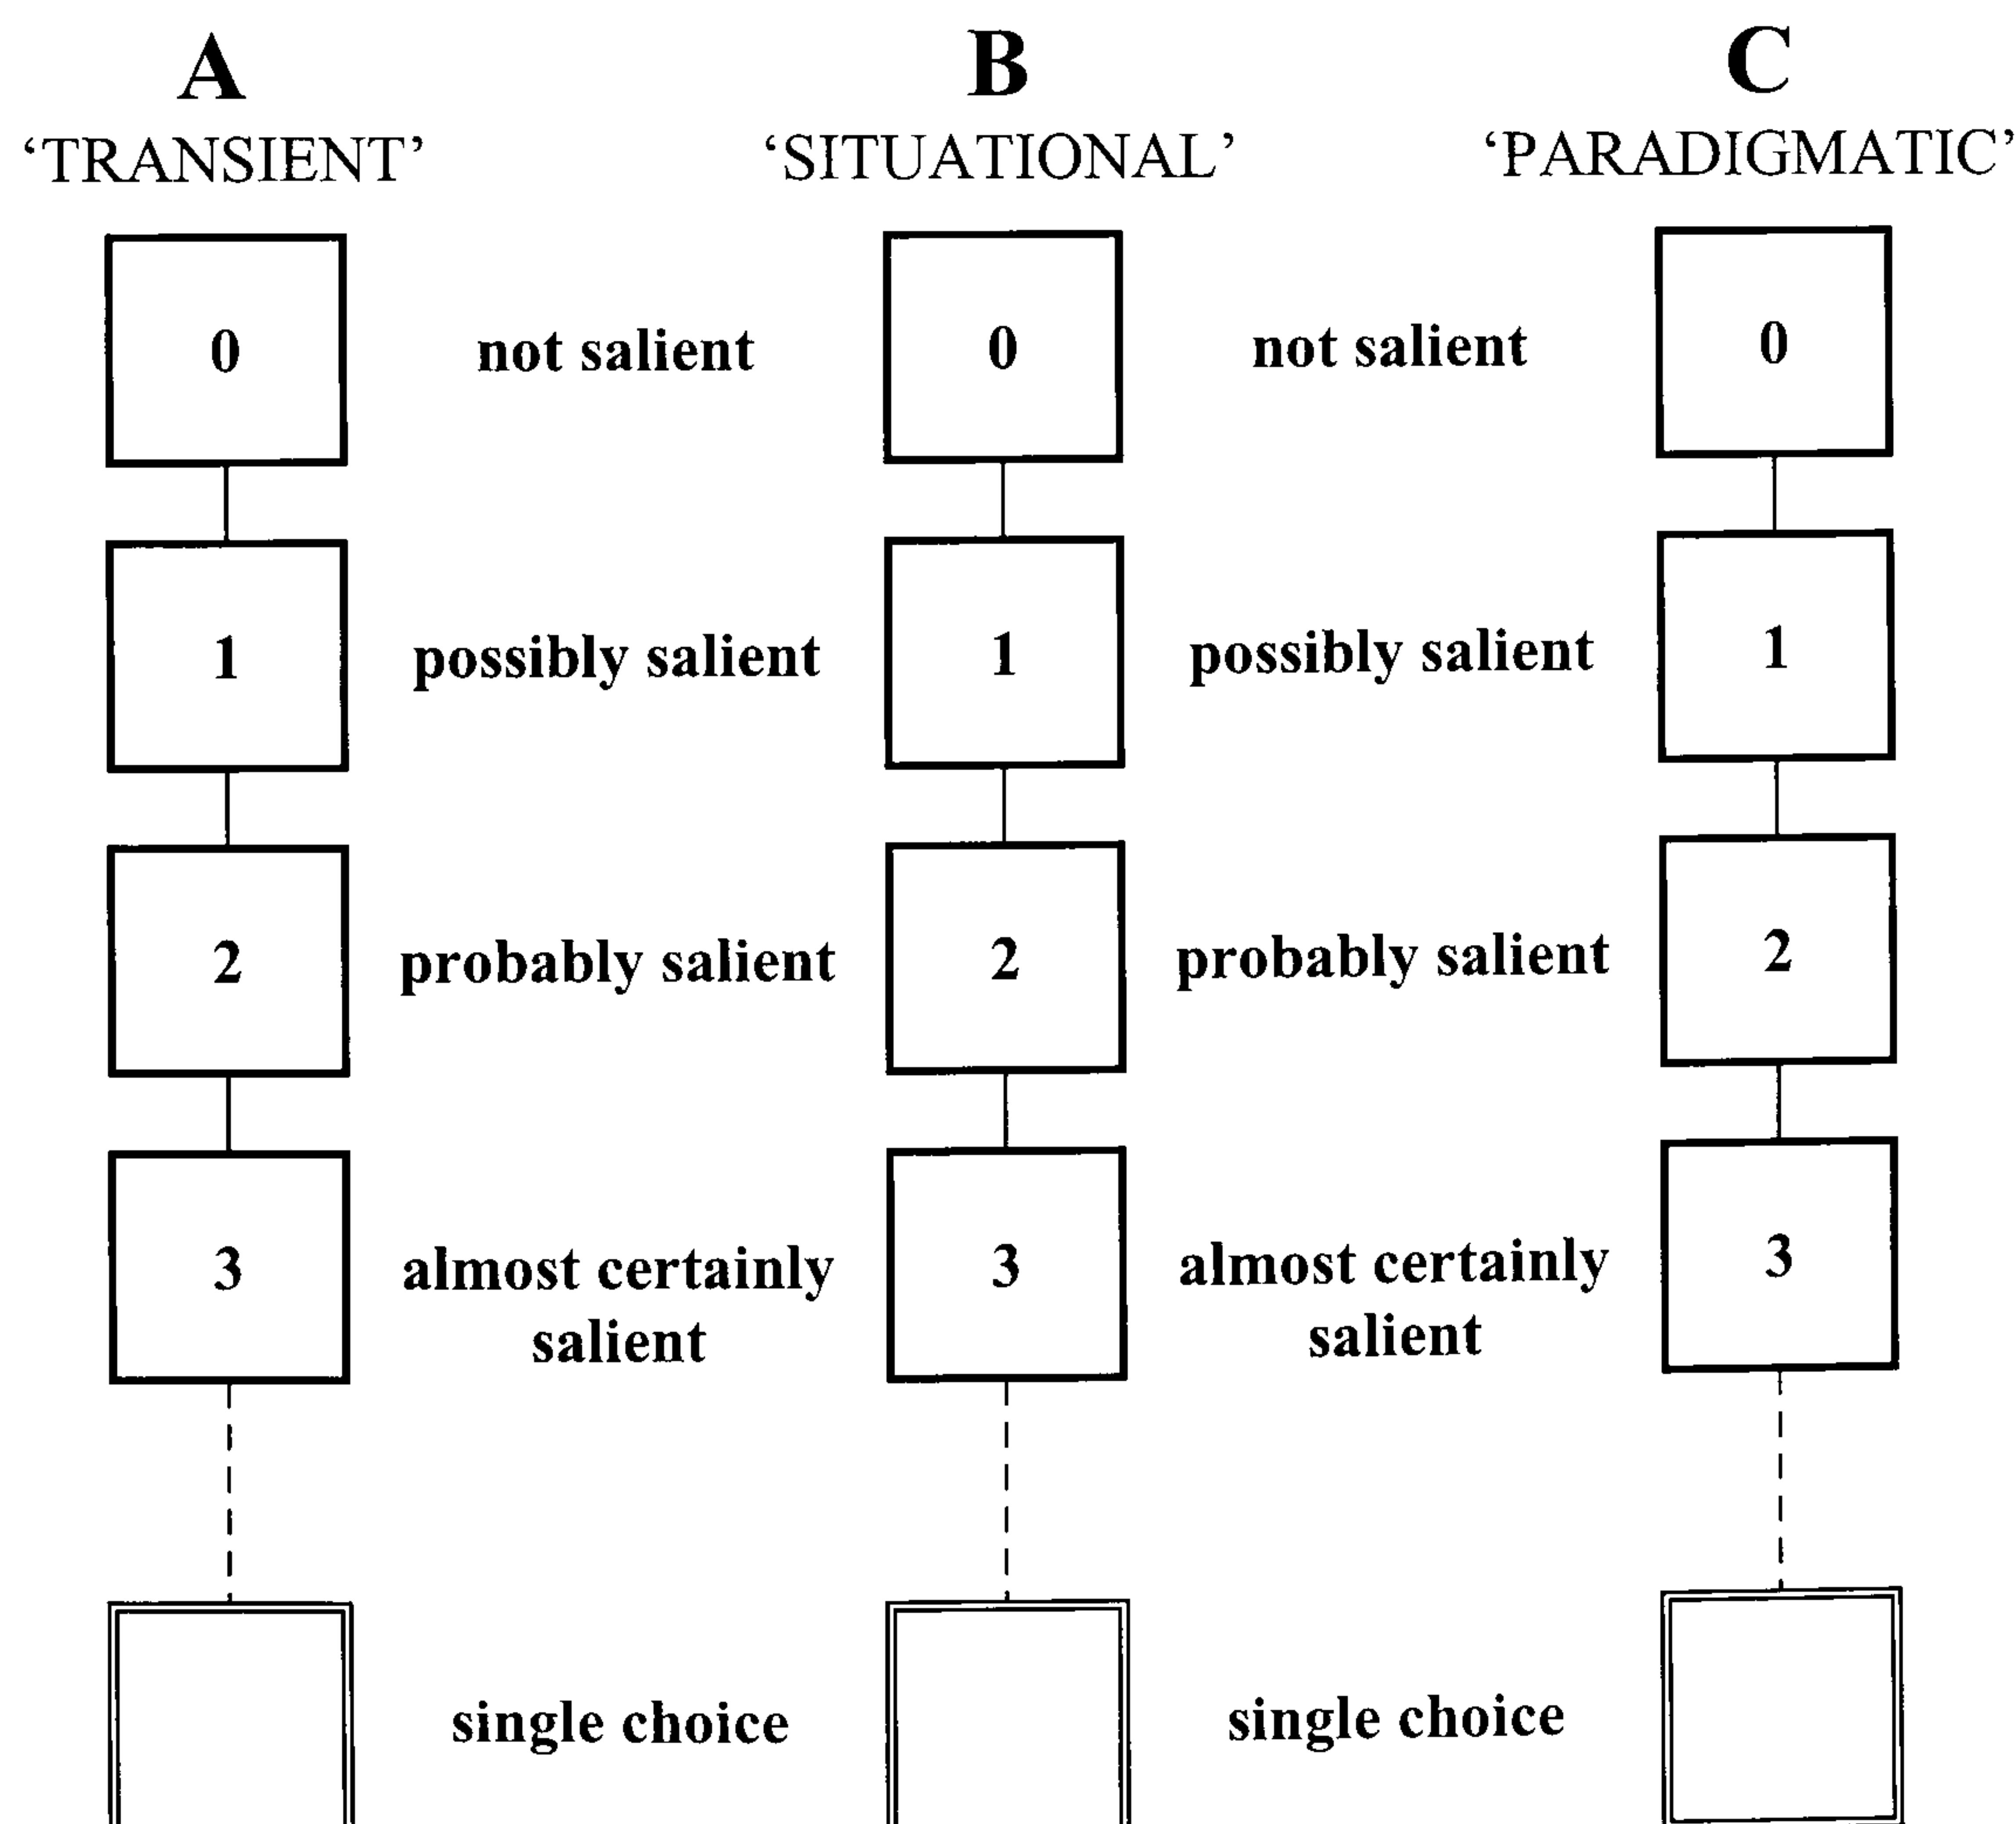 A B C
‘TRANSIENT’ ‘SITUATIONAL’ ‘PARADIGMATIC’
0 not salient 0 not salient 0
1 possibly salient 1 possibly salient 1
2 probably salient 2 probably salient 2
3 almost certainly 3 almost certainly 3
salient salient
single choice single choice